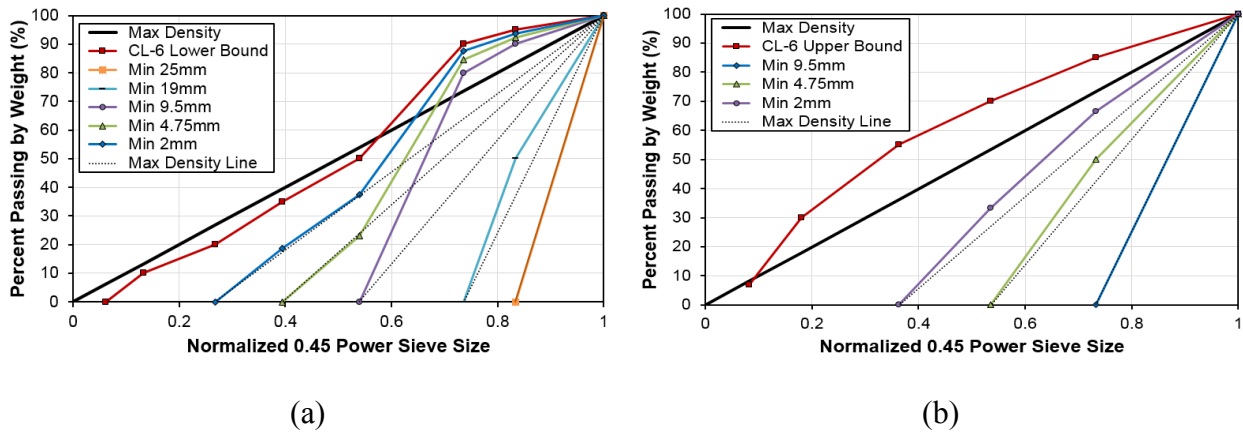 Percent Passing by Weight (%)
100
90
80
70
60
50
40
30
20
10
0
Max Density
CL-6 Lower Bound
Min 25mm
Min 19mm
Min 9.5mm
Min 4.75mm
Min 2mm
Max Density Line
0
0.2
0.4
0.6
0.8
1
Normalized 0.45 Power Sieve Size
(a)
Percent Passing by Weight (%)
100
90
80
70
60
50
40
30
20
10
0
Max Density
CL-6 Upper Bound
Min 9.5mm
Min 4.75mm
Min 2mm
Max Density Line
0
0.2
0.4
0.6
0.8
1
Normalized 0.45 Power Sieve Size
(b)